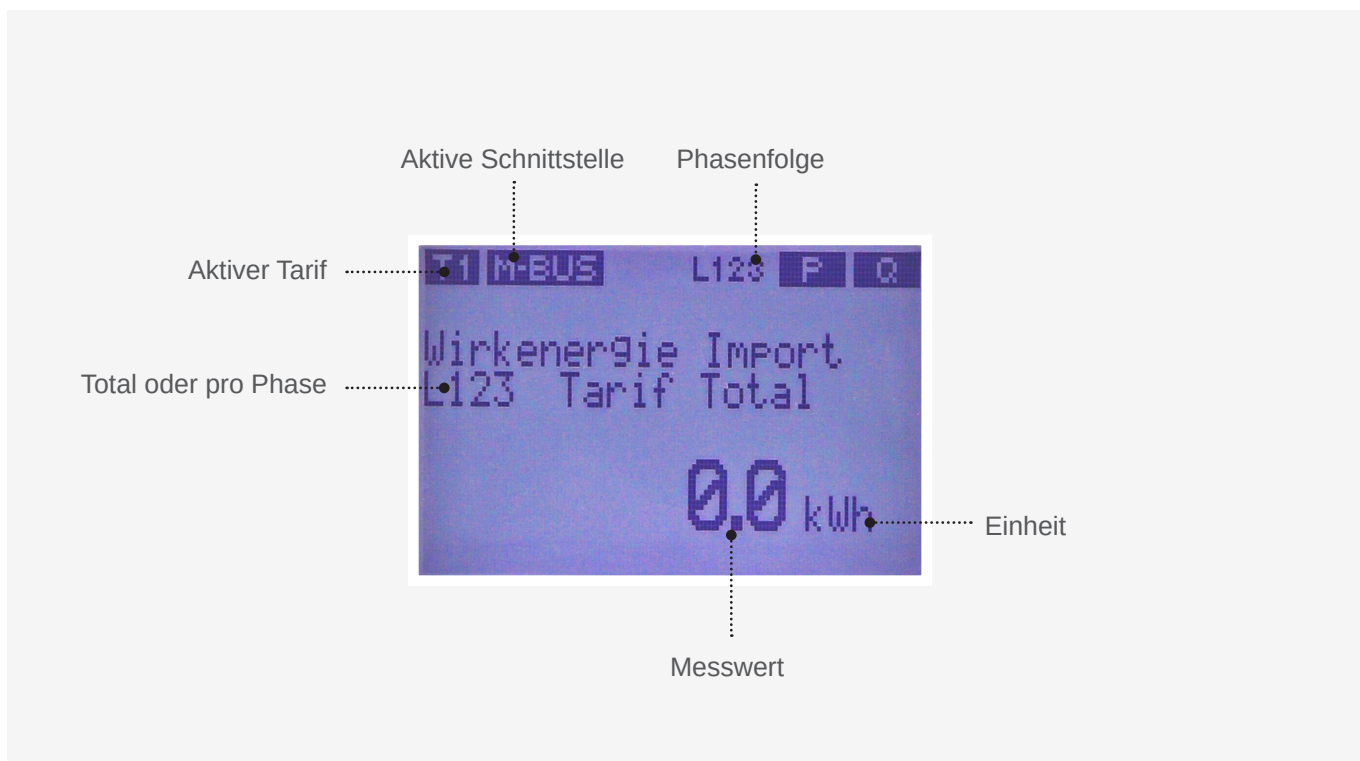 Aktive Schnittstelle Phasenfolge
Aktiver Tarif
T1 M-BUS L123 P Q
Wirkenergie Import
Total oder pro Phase
L123 Tarif Total
0.0 kWh
Einheit
Messwert